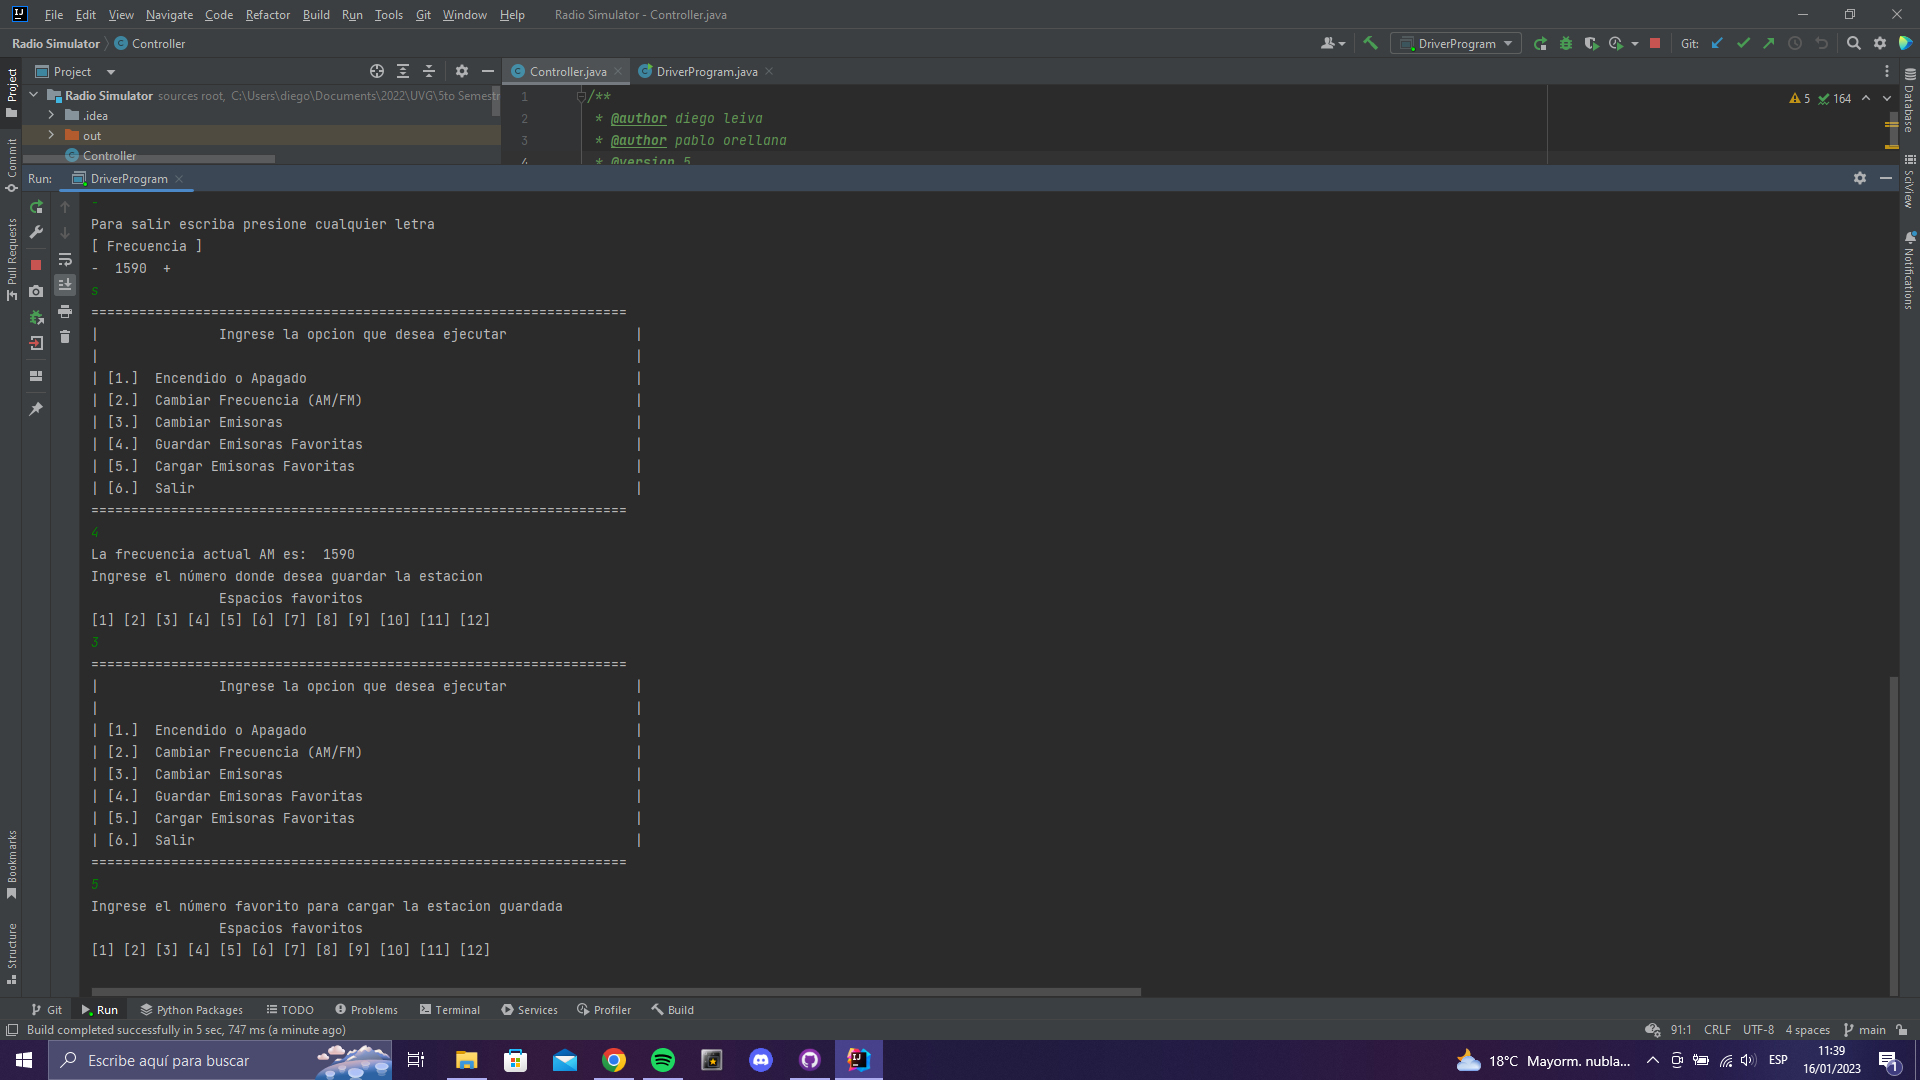 File Edit View Navigate Code Refactor Build Run Tools Git Window Help Radio Simulator - Controller.java
Radio Simulator Controller DriverProgram Git:
Project Controller.java DriverProgram.java
Radio Simulator sources root, C:\Users\diego\Documents\2022\UVG\5to Semestr
.idea
out
Controller
1 /**
2 * @author diego leiva
3 * @author pablo orellana
4 * @version 5
5 164
Project
Commit
Pull Requests
Bookmarks
Structure
Database
SciView
Notifications
Run: DriverProgram
-
Para salir escriba presione cualquier letra
[ Frecuencia ]
- 1590 +
s
===================================================================
| Ingrese la opcion que desea ejecutar |
| |
| [1.] Encendido o Apagado |
| [2.] Cambiar Frecuencia (AM/FM) |
| [3.] Cambiar Emisoras |
| [4.] Guardar Emisoras Favoritas |
| [5.] Cargar Emisoras Favoritas |
| [6.] Salir |
===================================================================
4
La frecuencia actual AM es: 1590
Ingrese el número donde desea guardar la estacion
Espacios favoritos
[1] [2] [3] [4] [5] [6] [7] [8] [9] [10] [11] [12]
3
===================================================================
| Ingrese la opcion que desea ejecutar |
| |
| [1.] Encendido o Apagado |
| [2.] Cambiar Frecuencia (AM/FM) |
| [3.] Cambiar Emisoras |
| [4.] Guardar Emisoras Favoritas |
| [5.] Cargar Emisoras Favoritas |
| [6.] Salir |
===================================================================
5
Ingrese el número favorito para cargar la estacion guardada
Espacios favoritos
[1] [2] [3] [4] [5] [6] [7] [8] [9] [10] [11] [12]
Git Run Python Packages TODO Problems Terminal Services Profiler Build
Build completed successfully in 5 sec, 747 ms (a minute ago) 91:1 CRLF UTF-8 4 spaces main
Escribe aquí para buscar 18°C Mayorm. nubla... ESP 11:39
16/01/2023 1